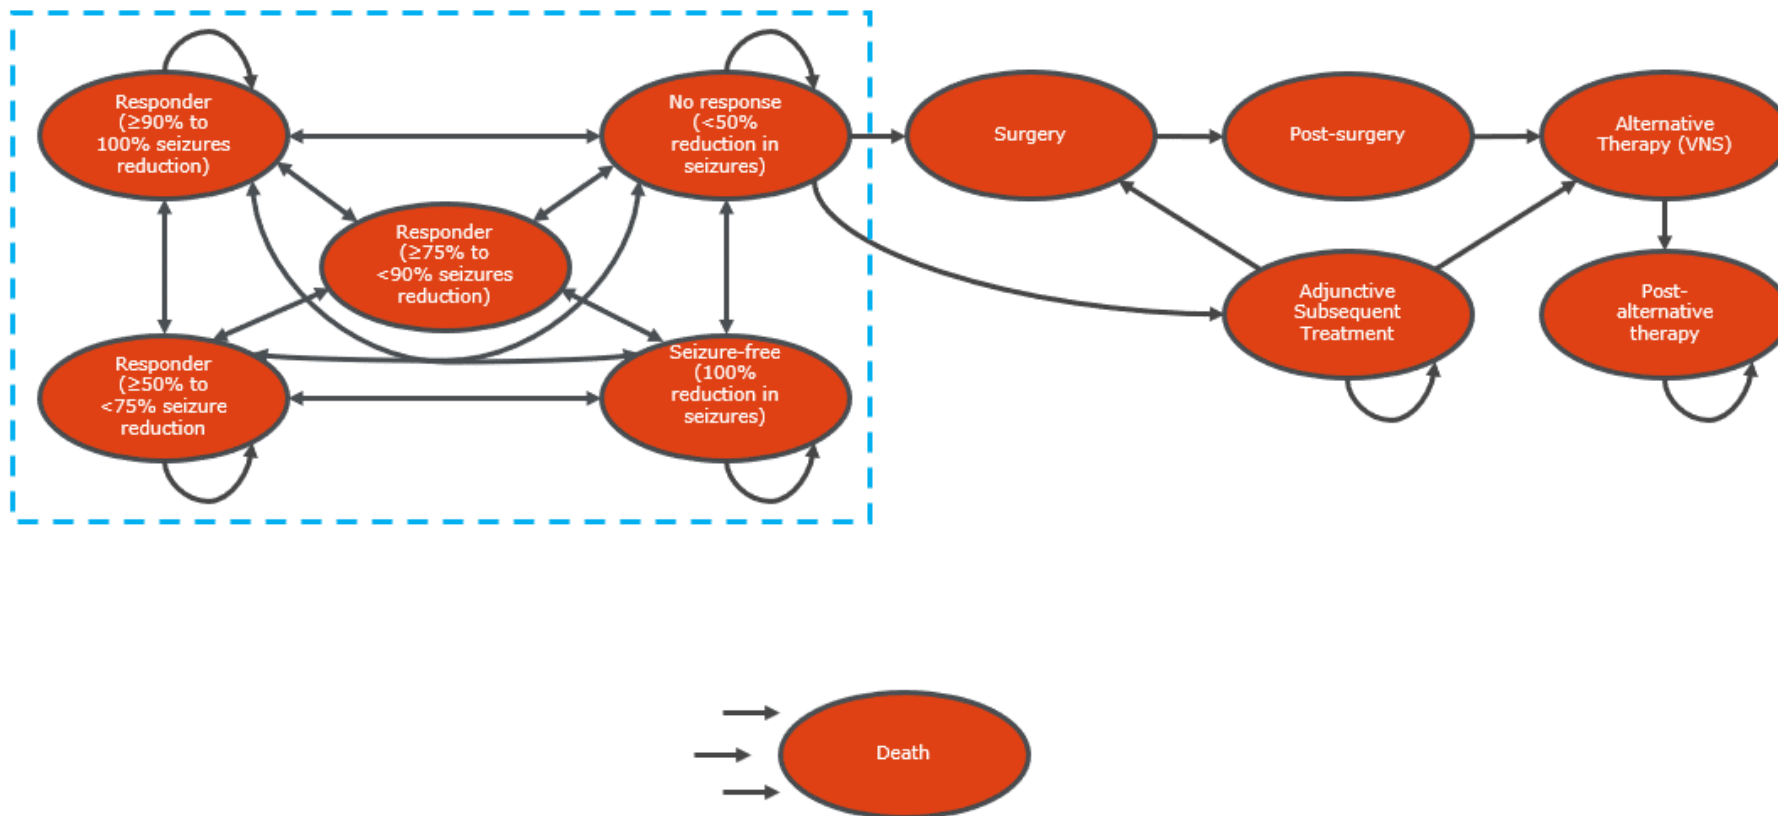 Responder
(≥90% to
100% seizures
reduction)
No response
(<50%
reduction in
seizures)
Surgery
Post-surgery
Alternative
Therapy (VNS)
Responder
(≥75% to
<90% seizures
reduction)
Adjunctive
Subsequent
Treatment
Post-
alternative
therapy
Responder
(≥50% to
<75% seizure
reduction
Seizure-free
(100%
reduction in
seizures)
Death